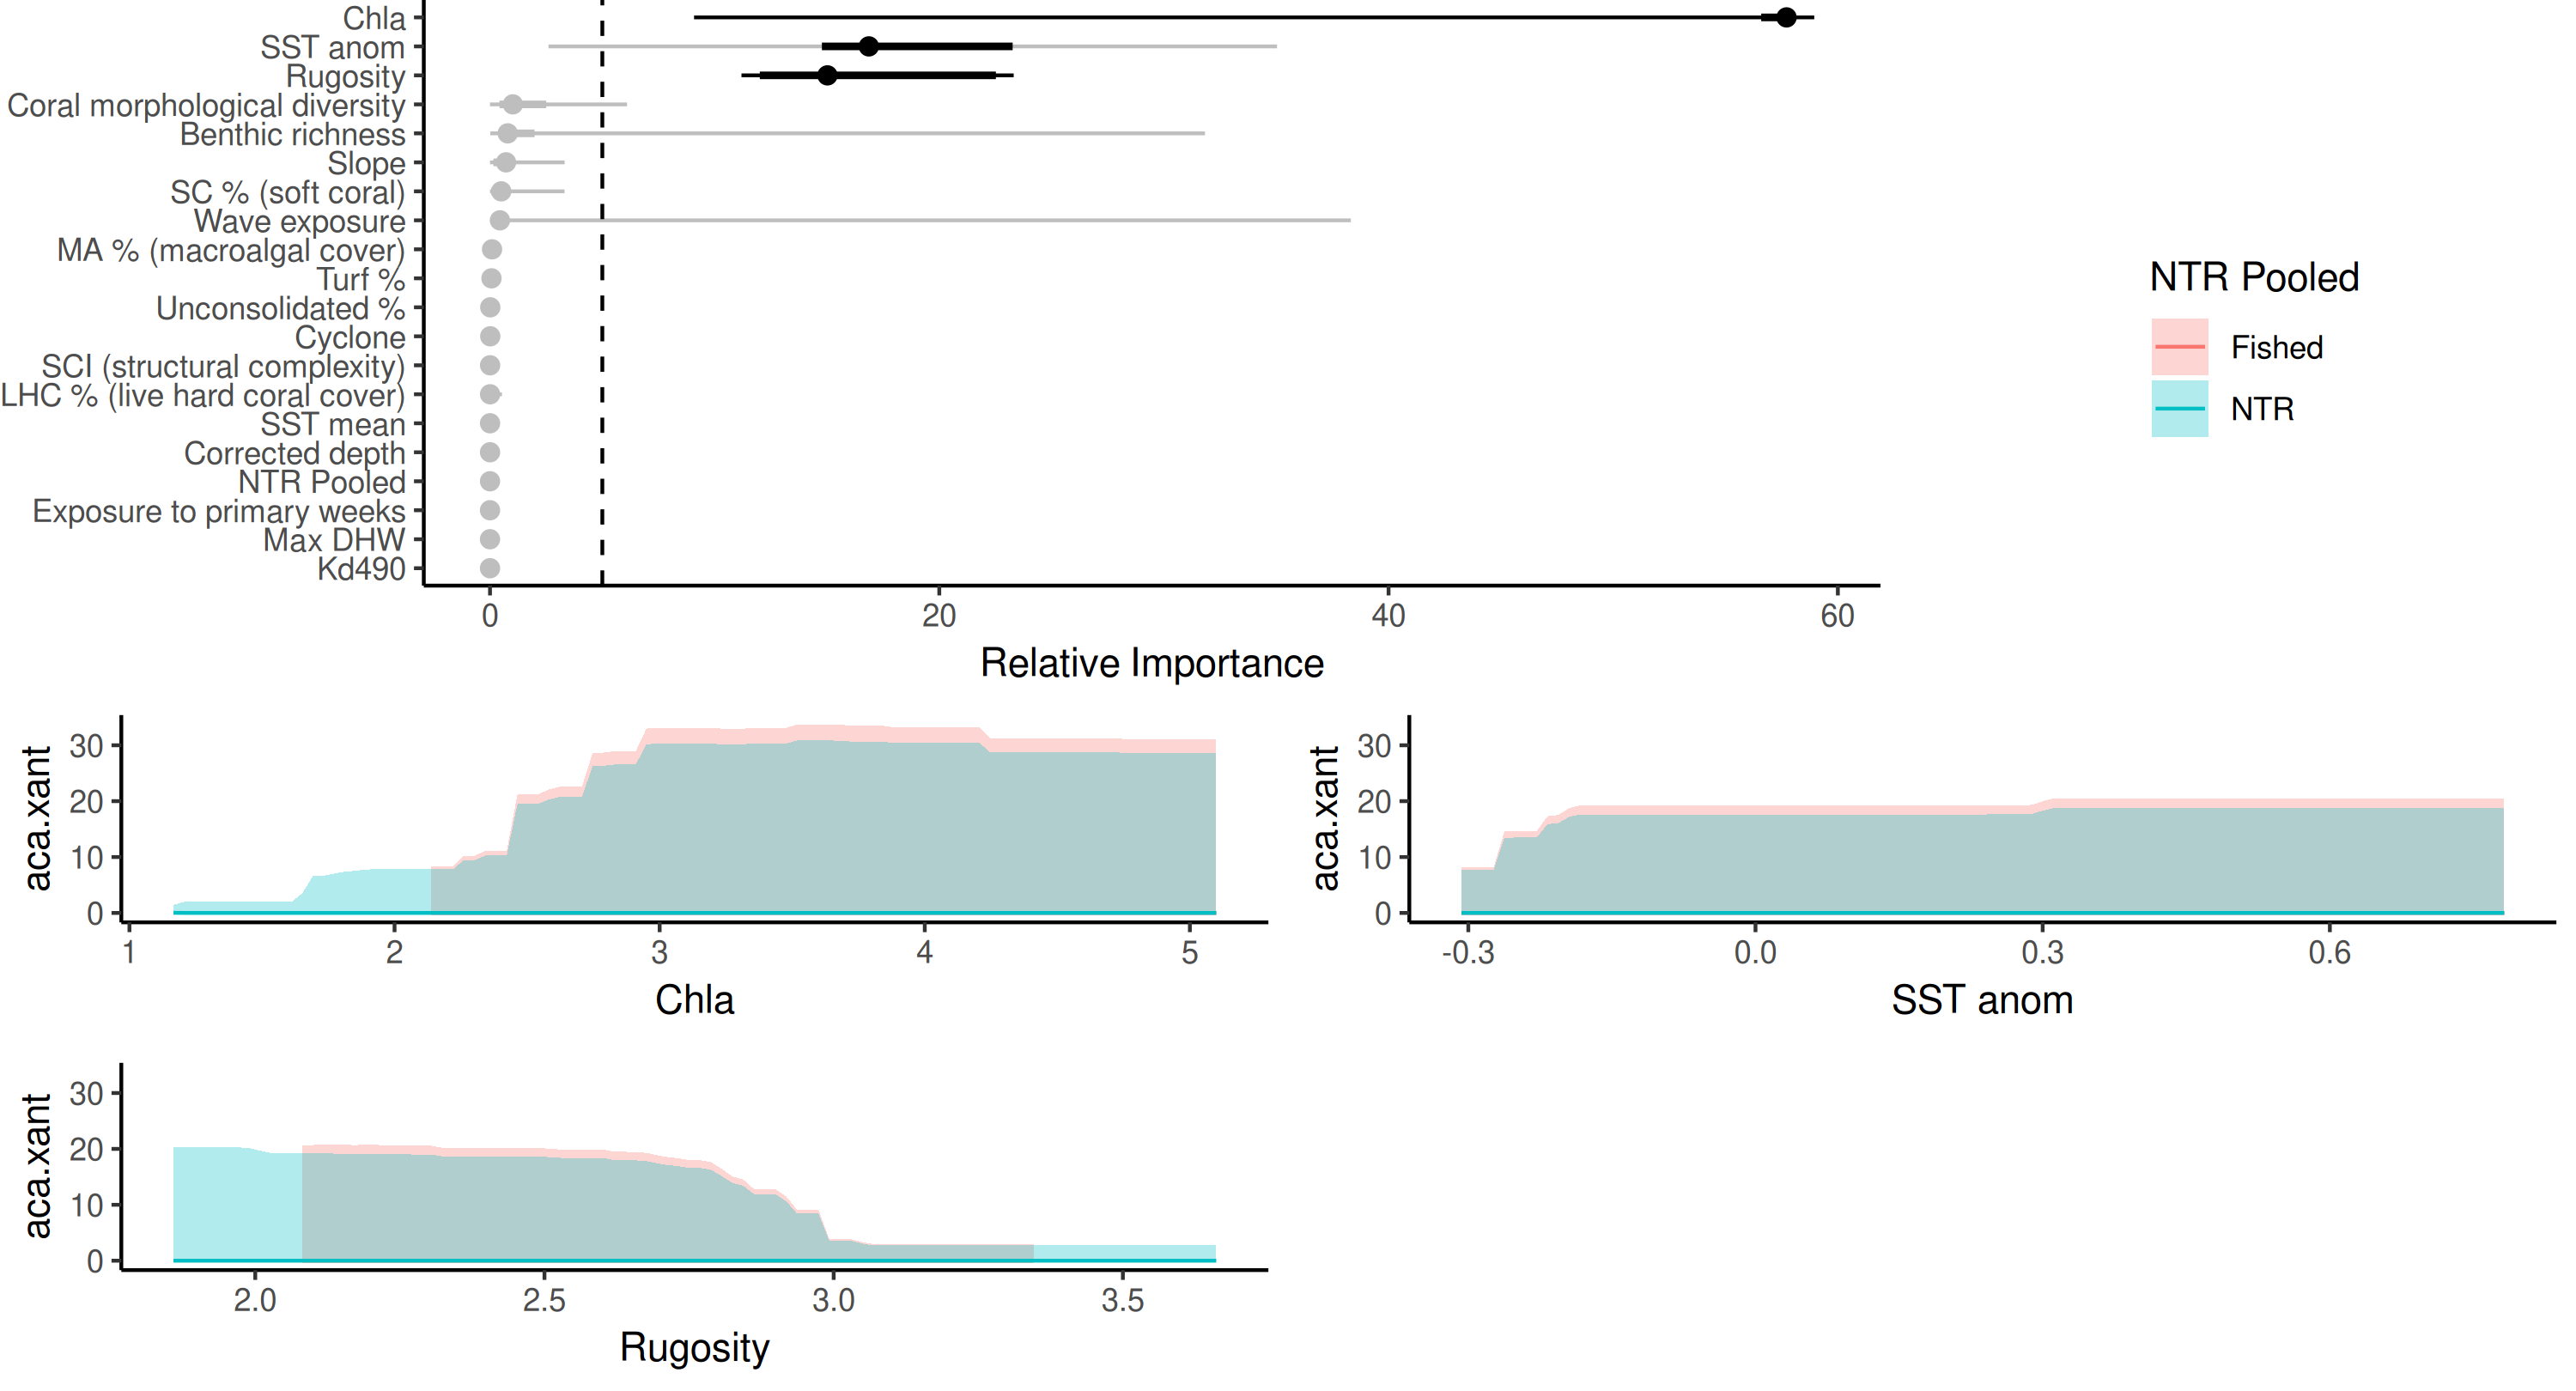 Chla
SST anom
Rugosity
Coral morphological diversity
Benthic richness
Slope
SC % (soft coral)
Wave exposure
MA % (macroalgal cover)
Turf %
Unconsolidated %
Cyclone
SCI (structural complexity)
LHC % (live hard coral cover)
SST mean
Corrected depth
NTR Pooled
Exposure to primary weeks
Max DHW
Kd490
0 20 40 60
Relative Importance
NTR Pooled
Fished
NTR
aca.xant
30
20
10
0
1 2 3 4 5
Chla
aca.xant
30
20
10
0
-0.3 0.0 0.3 0.6
SST anom
aca.xant
30
20
10
0
2.0 2.5 3.0 3.5
Rugosity